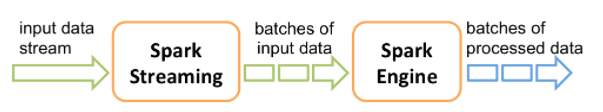 input data
stream
Spark
Streaming
batches of
input data
Spark
Engine
batches of
processed data